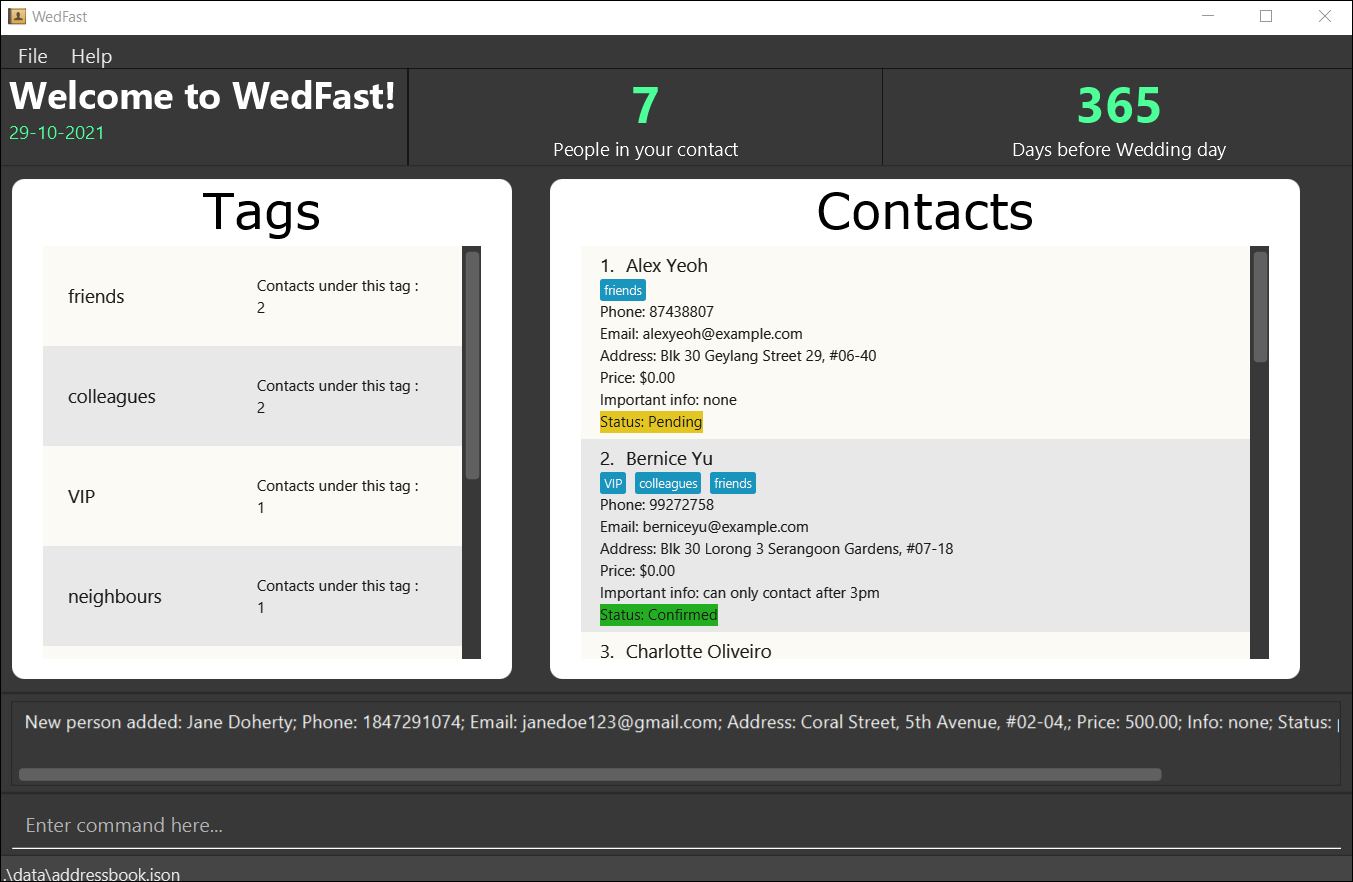 WedFast
File Help
Welcome to WedFast!
29-10-2021
7
People in your contact
365
Days before Wedding day
Tags
friends
Contacts under this tag :
2
colleagues
Contacts under this tag :
2
VIP
Contacts under this tag :
1
neighbours
Contacts under this tag :
1
Contacts
1. Alex Yeoh
friends
Phone: 87438807
Email: alexyeoh@example.com
Address: Blk 30 Geylang Street 29, #06-40
Price: $0.00
Important info: none
Status: Pending
2. Bernice Yu
VIP colleagues friends
Phone: 99272758
Email: berniceyu@example.com
Address: Blk 30 Lorong 3 Serangoon Gardens, #07-18
Price: $0.00
Important info: can only contact after 3pm
Status: Confirmed
3. Charlotte Oliveiro
New person added: Jane Doherty; Phone: 1847291074; Email: janedoe123@gmail.com; Address: Coral Street, 5th Avenue, #02-04,; Price: 500.00; Info: none; Status:
Enter command here...
.\data\addressbook.json